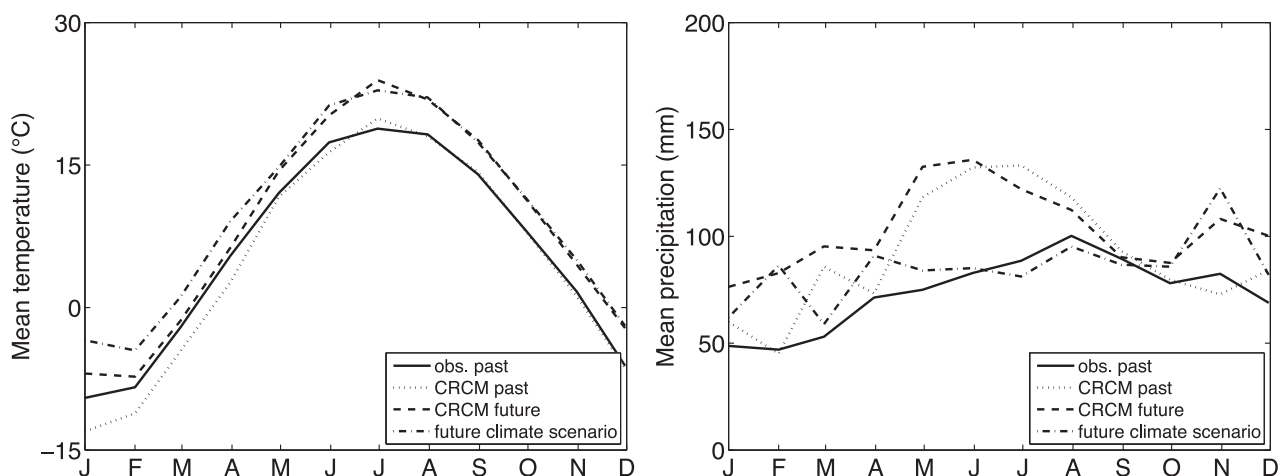 30
15
0
−15
Mean temperature (°C)
J F M A M J J A S O N D
obs. past
CRCM past
CRCM future
future climate scenario
200
150
100
50
0
Mean precipitation (mm)
J F M A M J J A S O N D
obs. past
CRCM past
CRCM future
future climate scenario